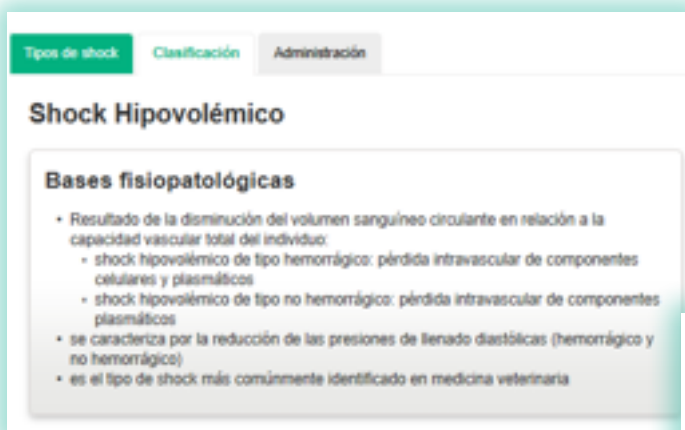 Tipos de shock Clasificación Administración
Shock Hipovolémico
Bases fisiopatológicas
• Resultado de la disminución del volumen sanguíneo circulante en relación a la
capacidad vascular total del individuo:
◦ shock hipovolémico de tipo hemorrágico: pérdida intravascular de componentes
celulares y plasmáticos
◦ shock hipovolémico de tipo no hemorrágico: pérdida intravascular de componentes
plasmáticos
• se caracteriza por la reducción de las presiones de llenado diastólicas (hemorrágico y
no hemorrágico)
• es el tipo de shock más comúnmente identificado en medicina veterinaria